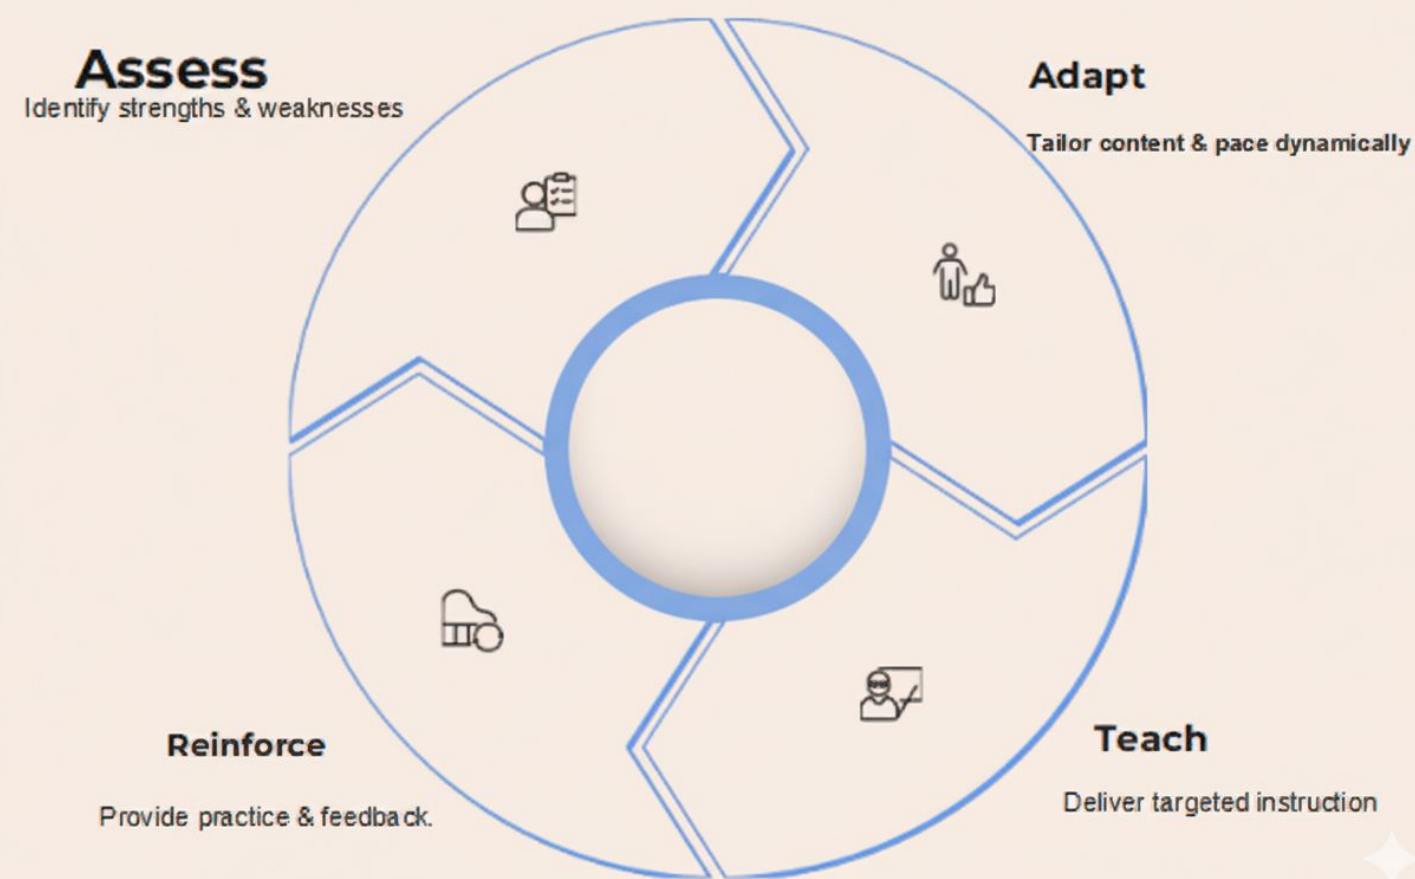 Assess
Identify strengths & weaknesses
Adapt
Tailor content & pace dynamically
Reinforce
Provide practice & feedback.
Teach
Deliver targeted instruction